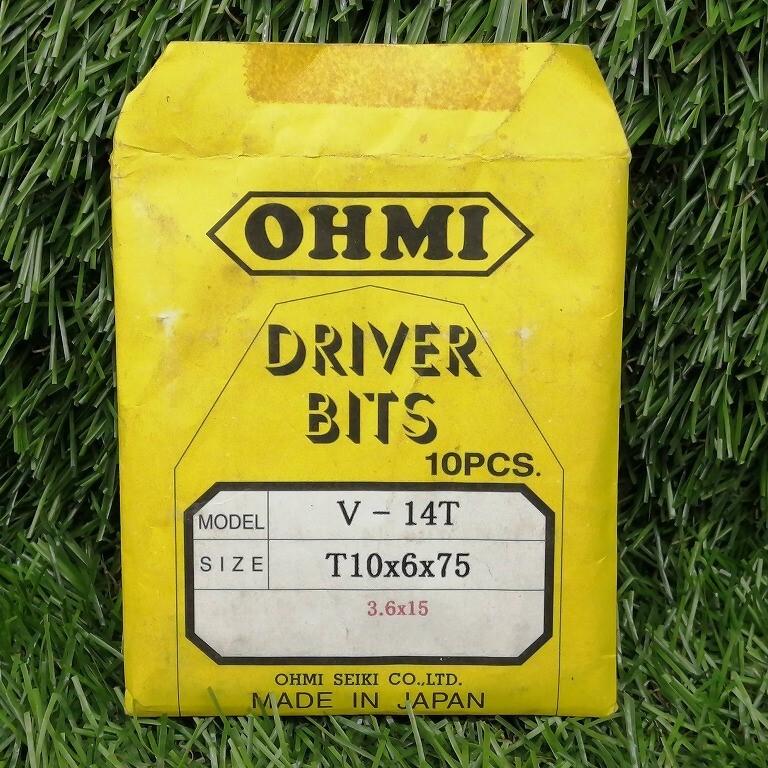 OHMI
DRIVER
BITS
10PCS.
MODEL V-14T
SIZE T10x6x75
3.6x15
OHMI SEIKI CO.,LTD.
MADE IN JAPAN